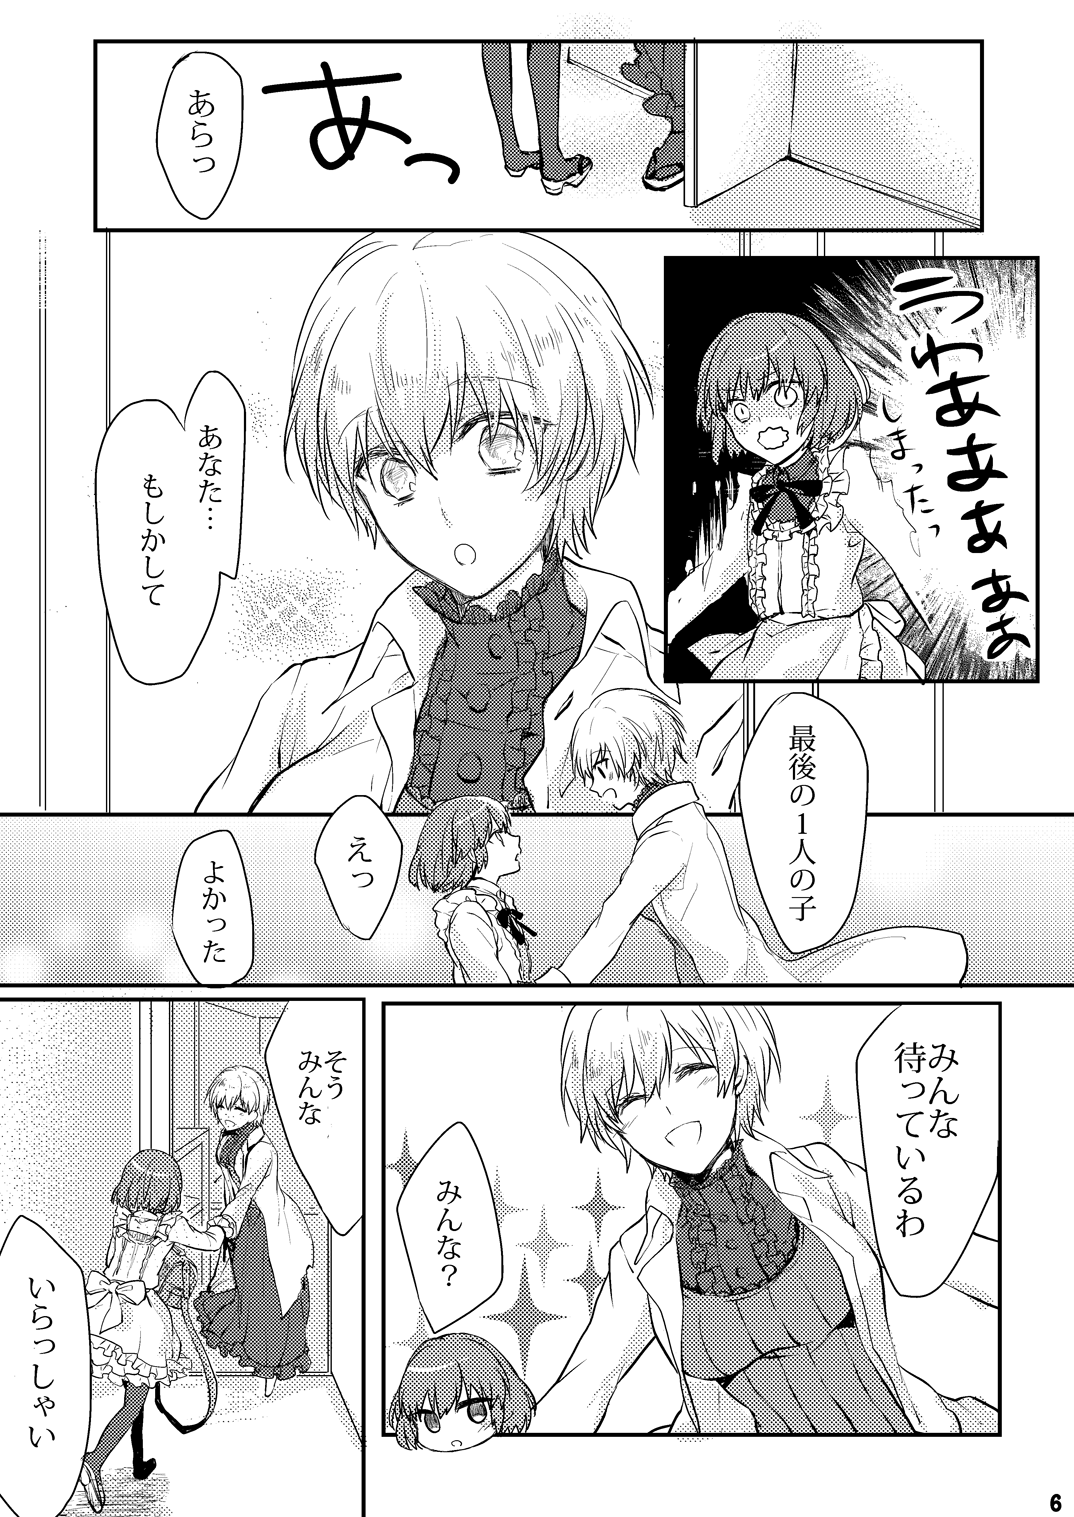 あっ
あらっ
うわぁぁぁぁぁ
しまったっ
あなた…
もしかして
最後の1人の子
えっ
よかった
みんな
待っているわ
みんな?
そう
みんな
いらっしゃい
6